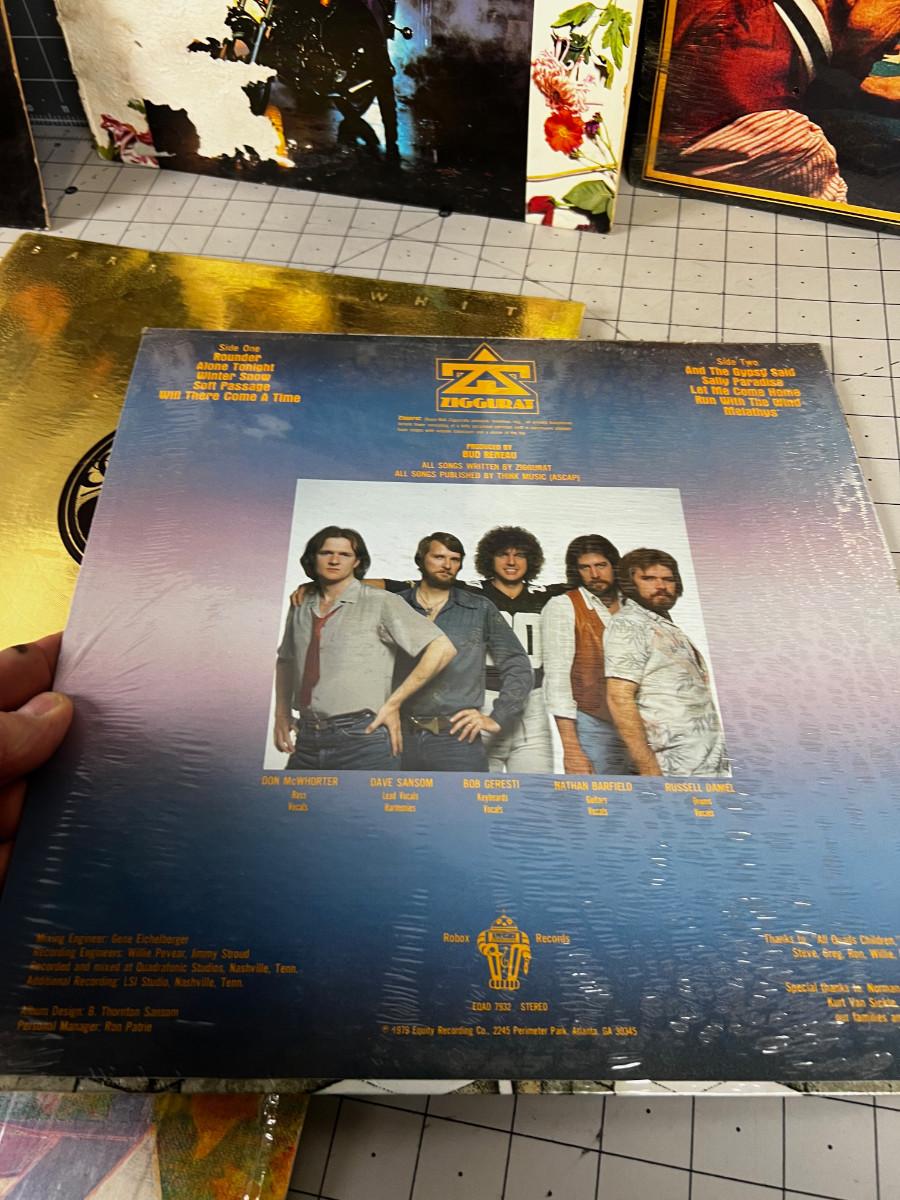 BARR WHIT
Side One
Rounder
Alone Tonight
Winter Snow
Soft Passage
Will There Come A Time
ZIGGURAT
Side Two
And The Gypsy Said
Sally Paradise
Let Me Come Home
Run With The Wind
Melathys
PRODUCED BY
BUD RENEAU
ALL SONGS WRITTEN BY ZIGGURAT
ALL SONGS PUBLISHED BY THINK MUSIC (ASCAP)
DON McWHORTER
Bass
Vocals
DAVE SANSOM
Lead Vocals
Harmonies
BOB GERESTI
Keyboards
Vocals
NATHAN BARFIELD
Guitars
Vocals
RUSSELL DANIEL
Drums
Vocals
Mixing Engineer: Gene Eichelberger
Recording Engineers: Willie Pevear, Jimmy Stroud
Recorded and mixed at Quadrafonic Studios, Nashville, Tenn.
Additional Recording: LSI Studio, Nashville, Tenn.
Album Design: B. Thornton Sansom
Personal Manager: Ron Patrie
Robox Records
EQAD 7932 STEREO
© 1979 Equity Recording Co., 2245 Perimeter Park, Atlanta, GA 30345
Thanks to, "All Quads Children,
Steve, Greg, Ron, Willie,
Special thanks to Norman
Kurt Van Sickle,
our families an